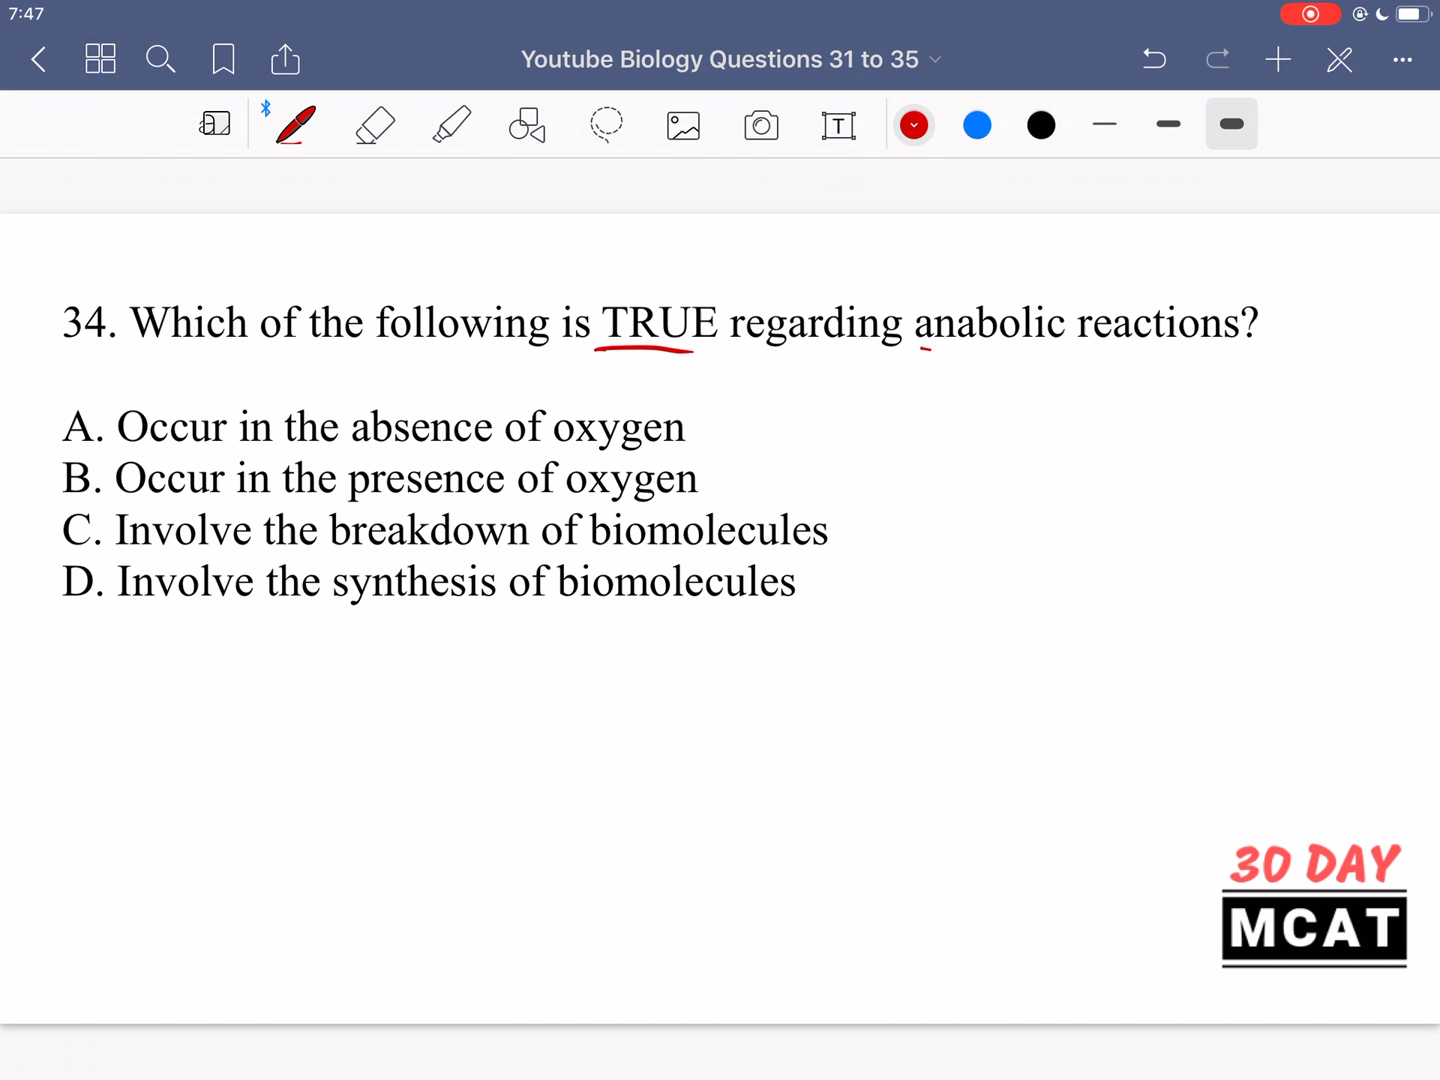 7:47
Youtube Biology Questions 31 to 35
T
34. Which of the following is TRUE regarding anabolic reactions?
A. Occur in the absence of oxygen
B. Occur in the presence of oxygen
C. Involve the breakdown of biomolecules
D. Involve the synthesis of biomolecules
30 DAY
MCAT